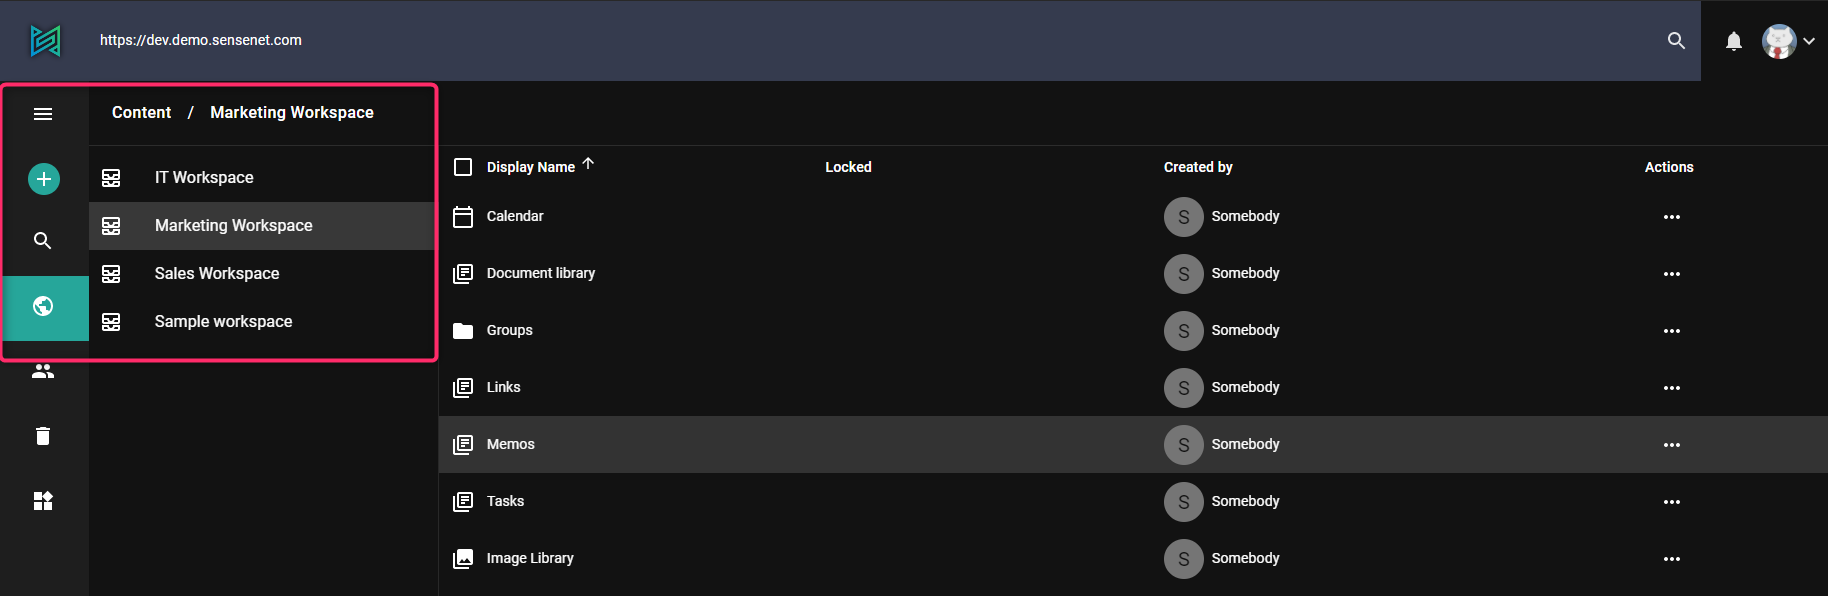 https://dev.demo.sensenet.com
Content / Marketing Workspace
IT Workspace
Marketing Workspace
Sales Workspace
Sample workspace
Display Name Locked Created by Actions
Calendar S Somebody
Document library S Somebody
Groups S Somebody
Links S Somebody
Memos S Somebody
Tasks S Somebody
Image Library S Somebody